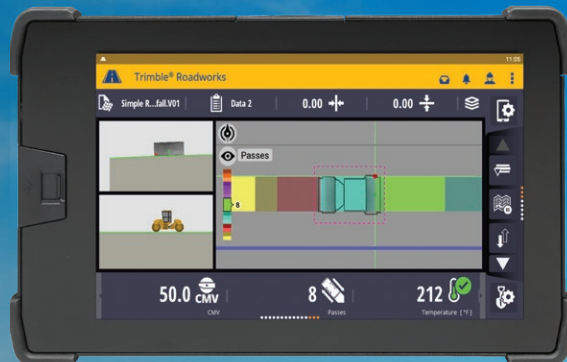 11:05
Trimble® Roadworks
Simple R...fall.V01
Data 2
0.00
0.00
Passes
8
50.0 CMV
CMV
8
Passes
212
Temperature [°F]